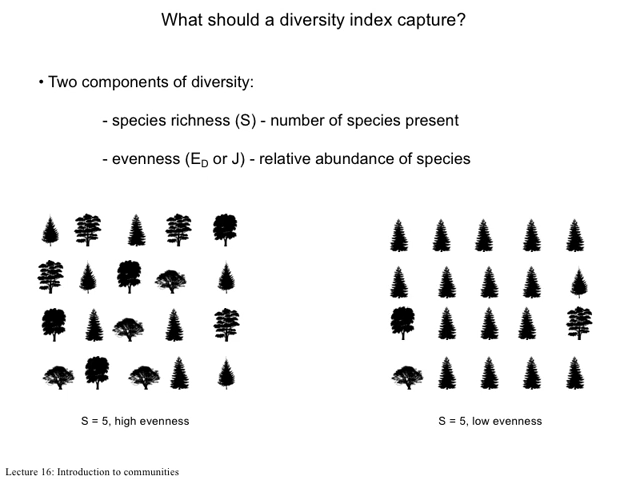 What should a diversity index capture?
• Two components of diversity:
- species richness (S) - number of species present
- evenness (E_D or J) - relative abundance of species
S = 5, high evenness
S = 5, low evenness
Lecture 16: Introduction to communities